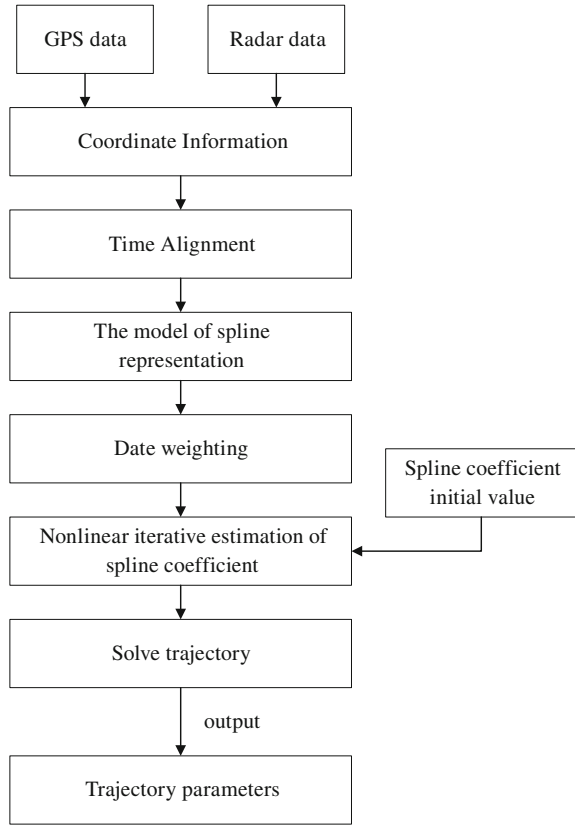 GPS data
Radar data
Coordinate Information
Time Alignment
The model of spline
representation
Date weighting
Spline coefficient
initial value
Nonlinear iterative estimation of
spline coefficient
Solve trajectory
output
Trajectory parameters